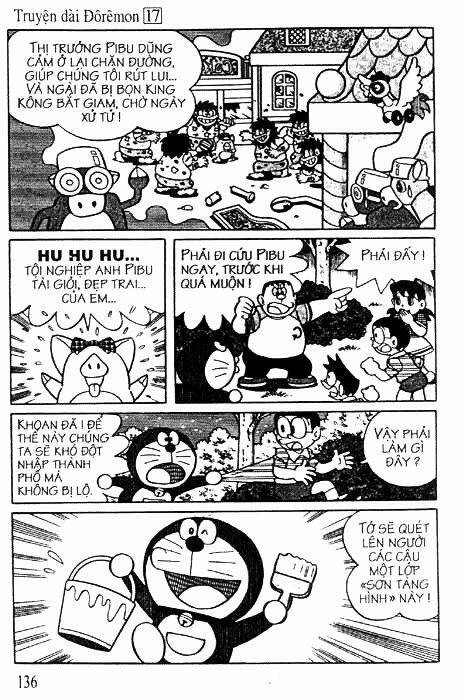 Truyện dài Đôrêmon 17
THỊ TRƯỞNG PIBU DŨNG
CẢM Ở LẠI CHẶN ĐƯỜNG,
GIÚP CHÚNG TÔI RÚT LUI...
VÀ NGÀI ĐÃ BỊ BỌN KING
KÔNG BẮT GIAM, CHỜ NGÀY
XỬ TỬ !
HU HU HU...
TỘI NGHIỆP ANH PIBU
TÀI GIỎI, ĐẸP TRAI...
CỦA EM...
PHẢI ĐI CỨU PIBU
NGAY, TRƯỚC KHI
QUÁ MUỘN !
PHẢI ĐẤY !
KHOAN ĐÃ ! ĐỂ
THẾ NÀY CHÚNG
TA SẼ KHÓ ĐỘT
NHẬP THÀNH
PHỐ MÀ
KHÔNG BỊ LỘ.
VẬY PHẢI
LÀM GÌ
ĐÂY ?
TỚ SẼ QUÉT
LÊN NGƯỜI
CÁC CẬU
MỘT LỚP
«SƠN TÀNG
HÌNH» NÀY !
136